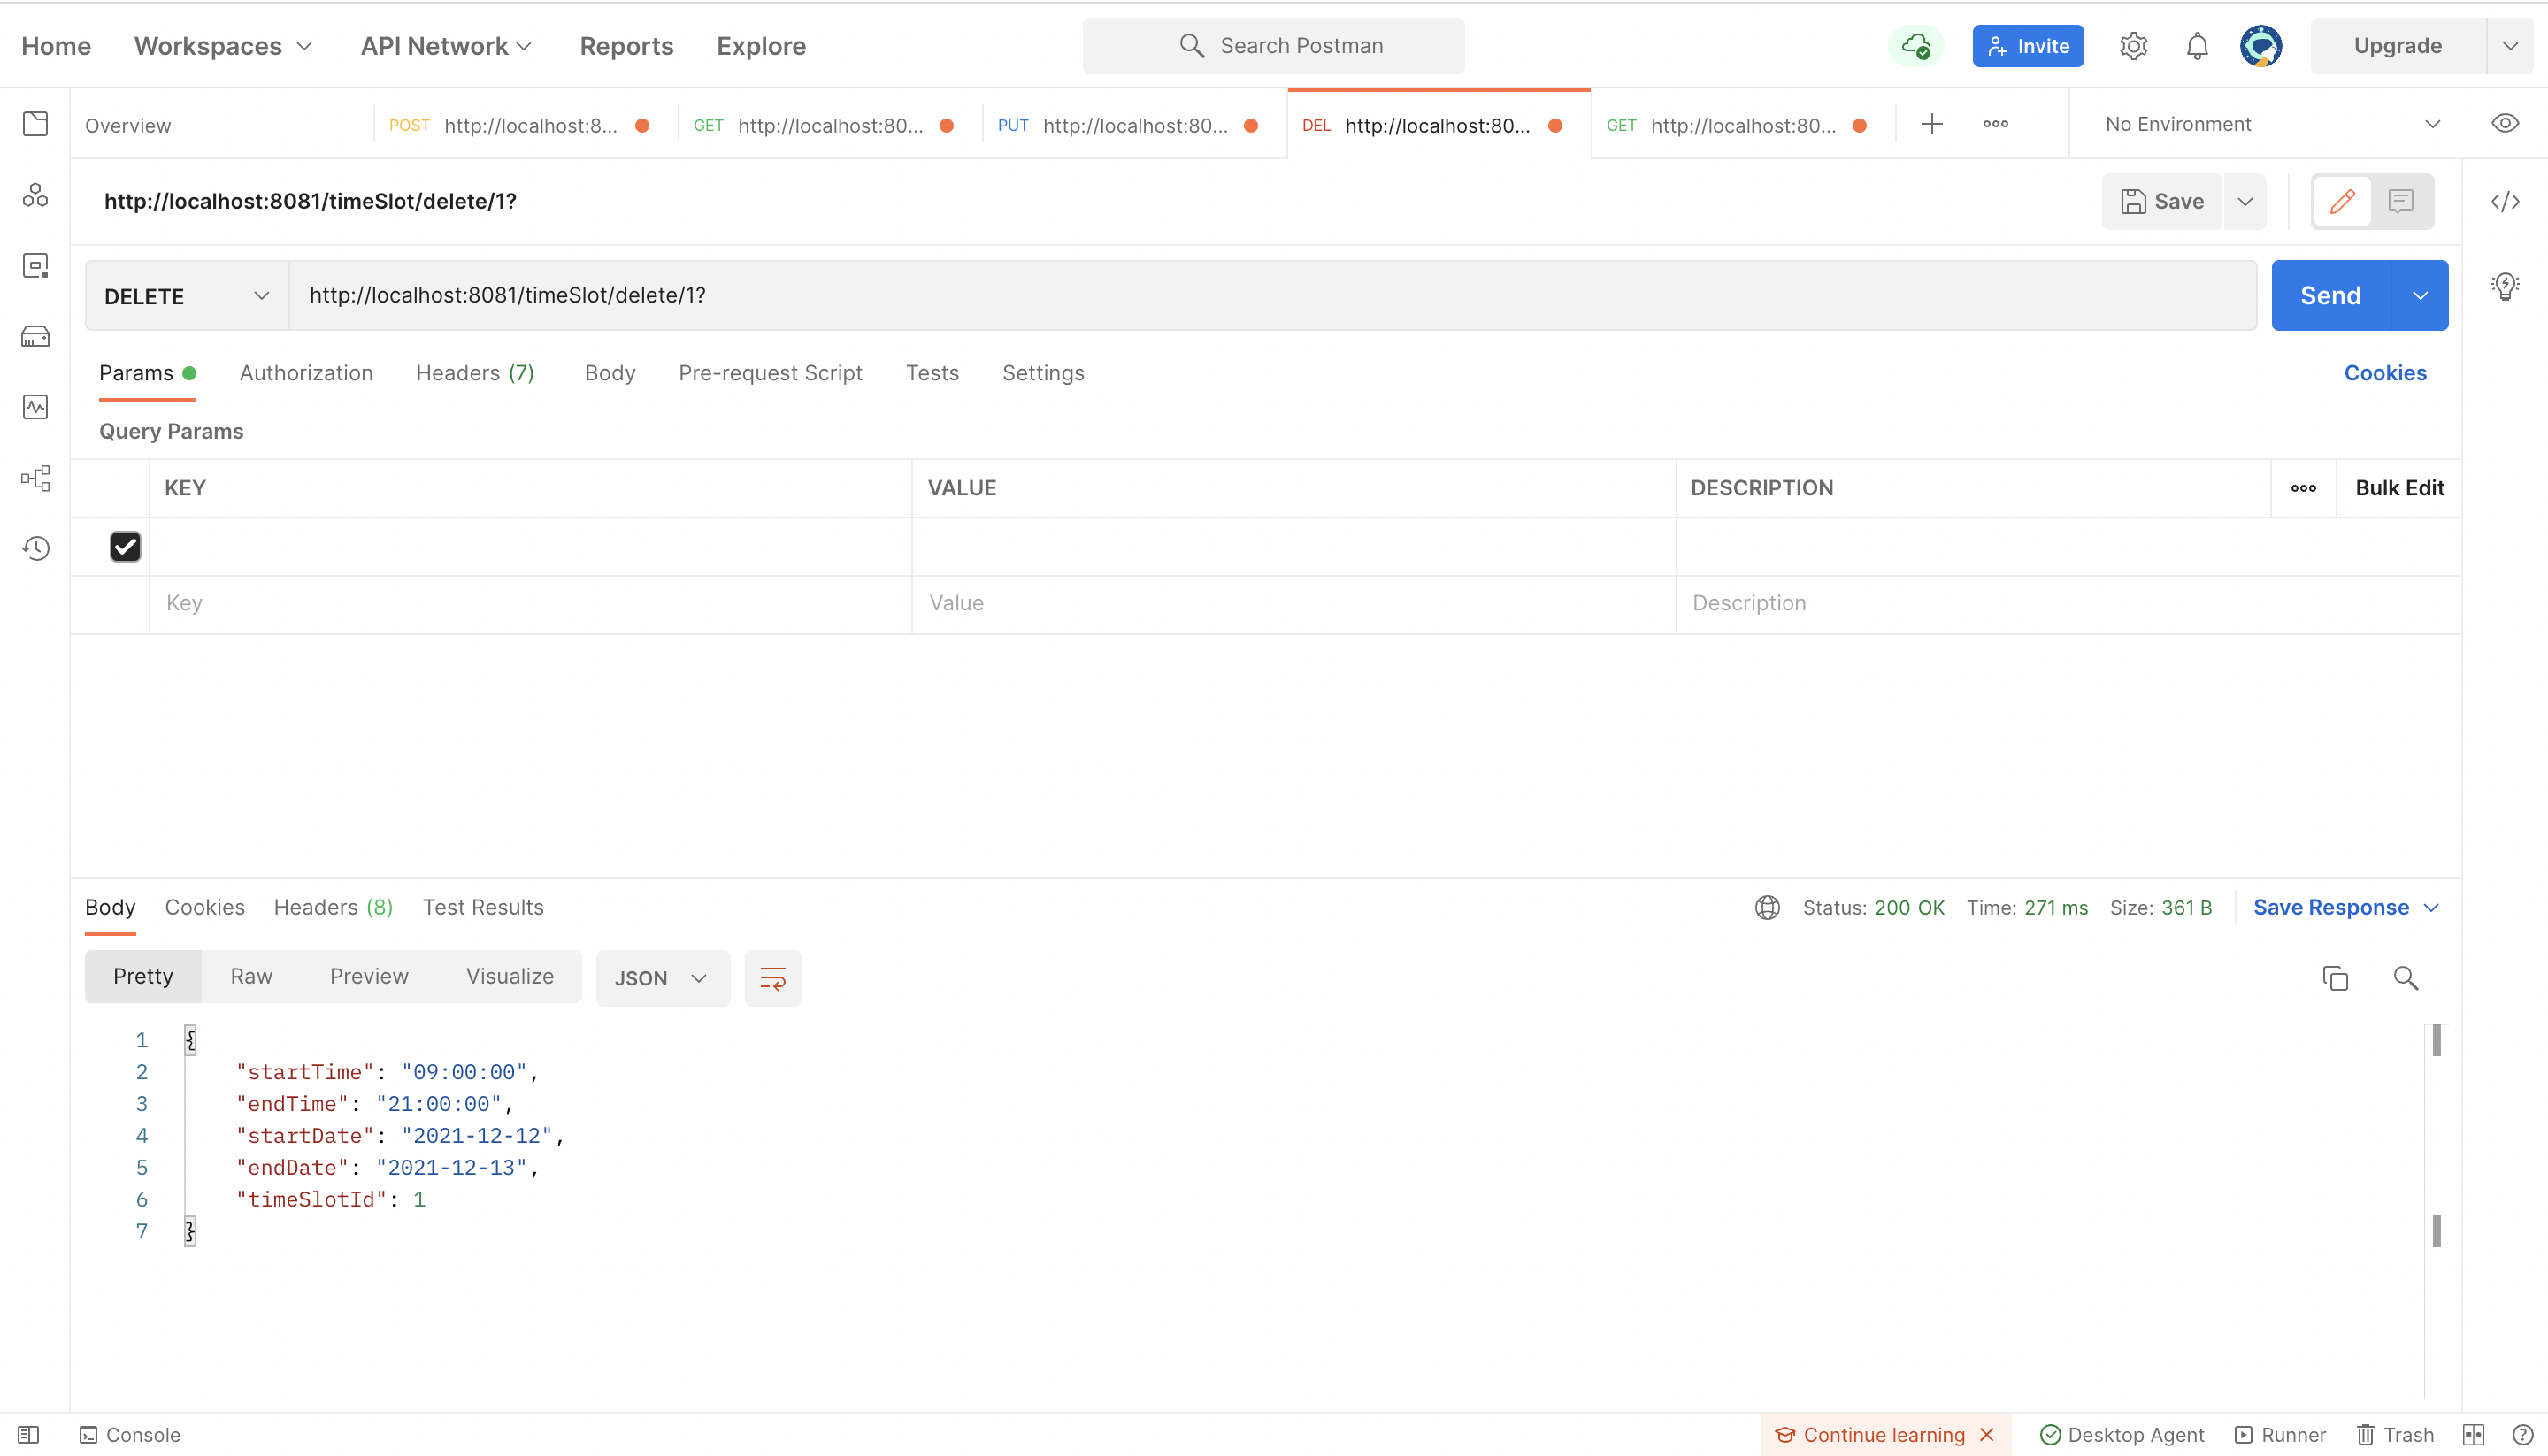 Home Workspaces API Network Reports Explore Search Postman Invite Upgrade
Overview POST http://localhost:8... GET http://localhost:80... PUT http://localhost:80... DEL http://localhost:80... GET http://localhost:80... No Environment
http://localhost:8081/timeSlot/delete/1? Save
DELETE http://localhost:8081/timeSlot/delete/1? Send
Params Authorization Headers (7) Body Pre-request Script Tests Settings Cookies
Query Params
KEY VALUE DESCRIPTION Bulk Edit
Key Value Description
Body Cookies Headers (8) Test Results Status: 200 OK Time: 271 ms Size: 361 B Save Response
Pretty Raw Preview Visualize JSON
1 {
2 "startTime": "09:00:00",
3 "endTime": "21:00:00",
4 "startDate": "2021-12-12",
5 "endDate": "2021-12-13",
6 "timeSlotId": 1
7 }
Console Continue learning Desktop Agent Runner Trash